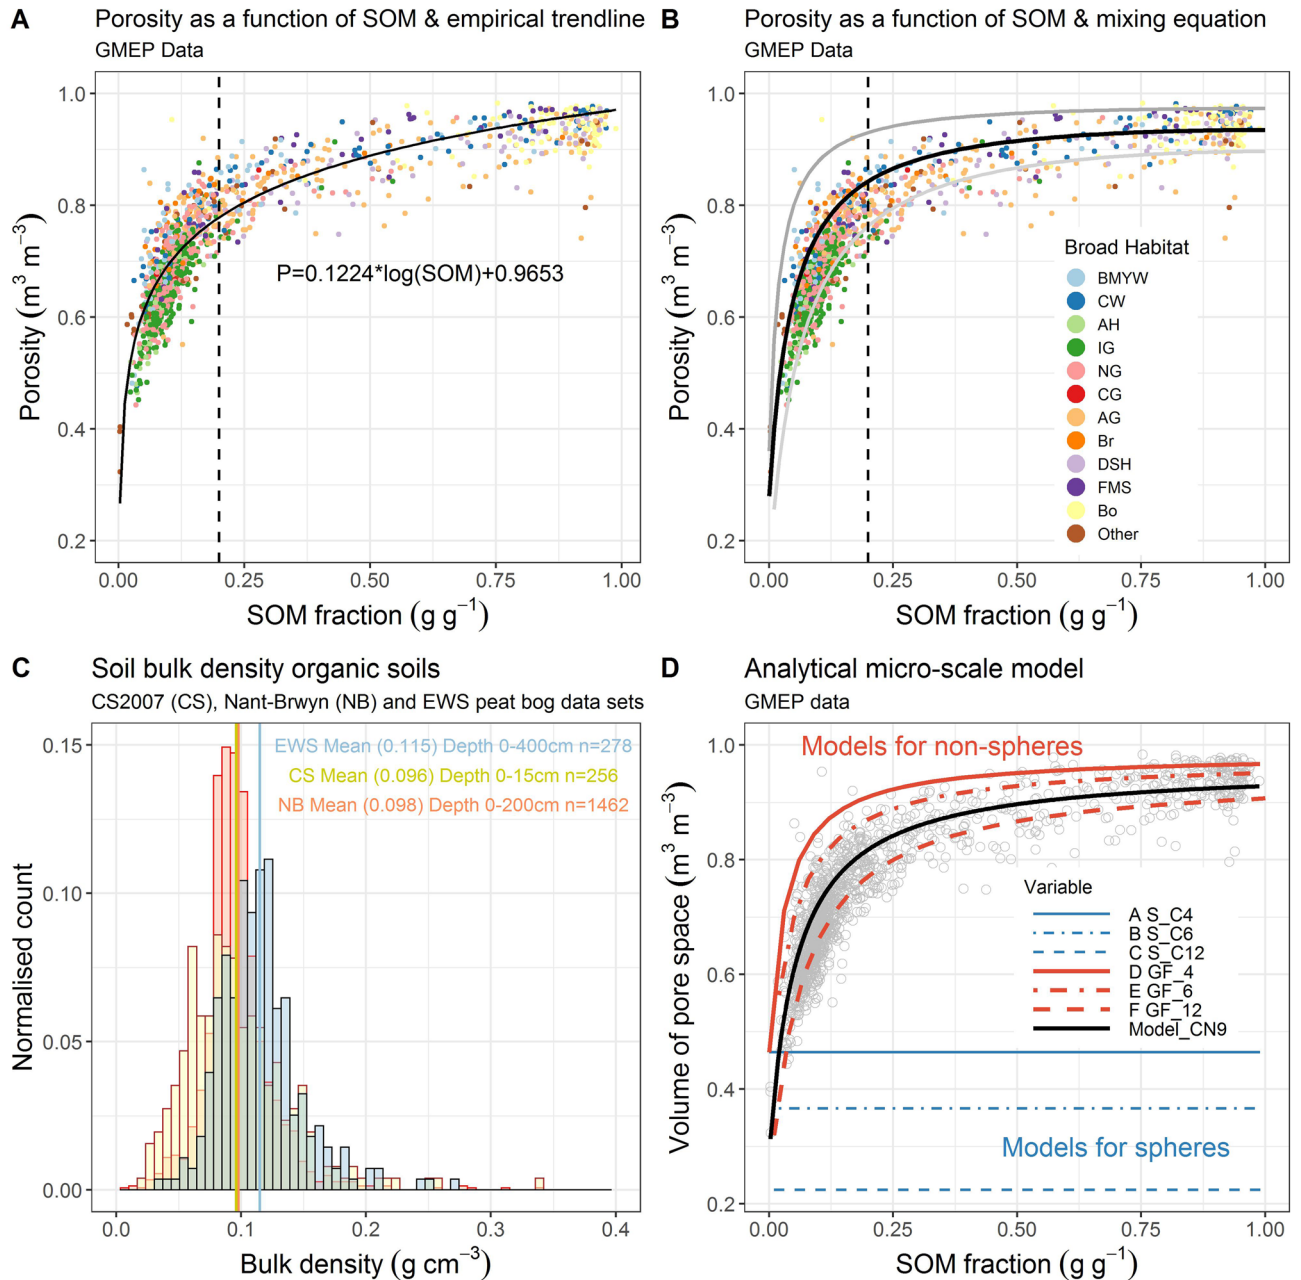 A
Porosity as a function of SOM & empirical trendline
GMEP Data
1.0
0.8
0.6
0.4
0.2
Porosity (m³ m⁻³)
P=0.1224*log(SOM)+0.9653
0.00
0.25
0.50
0.75
1.00
SOM fraction (g g⁻¹)
B
Porosity as a function of SOM & mixing equation
GMEP Data
1.0
0.8
0.6
0.4
0.2
Porosity (m³ m⁻³)
Broad Habitat
BMYW
CW
AH
IG
NG
CG
AG
Br
DSH
FMS
Bo
Other
0.00
0.25
0.50
0.75
1.00
SOM fraction (g g⁻¹)
C
Soil bulk density organic soils
CS2007 (CS), Nant-Brwyn (NB) and EWS peat bog data sets
0.15
0.10
0.05
0.00
Normalised count
EWS Mean (0.115) Depth 0-400cm n=278
CS Mean (0.096) Depth 0-15cm n=256
NB Mean (0.098) Depth 0-200cm n=1462
0.0
0.1
0.2
0.3
0.4
Bulk density (g cm⁻³)
D
Analytical micro-scale model
GMEP data
1.0
0.8
0.6
0.4
0.2
Volume of pore space (m³ m⁻³)
Models for non-spheres
Variable
A S_C4
B S_C6
C S_C12
D GF_4
E GF_6
F GF_12
Model_CN9
Models for spheres
0.00
0.25
0.50
0.75
1.00
SOM fraction (g g⁻¹)